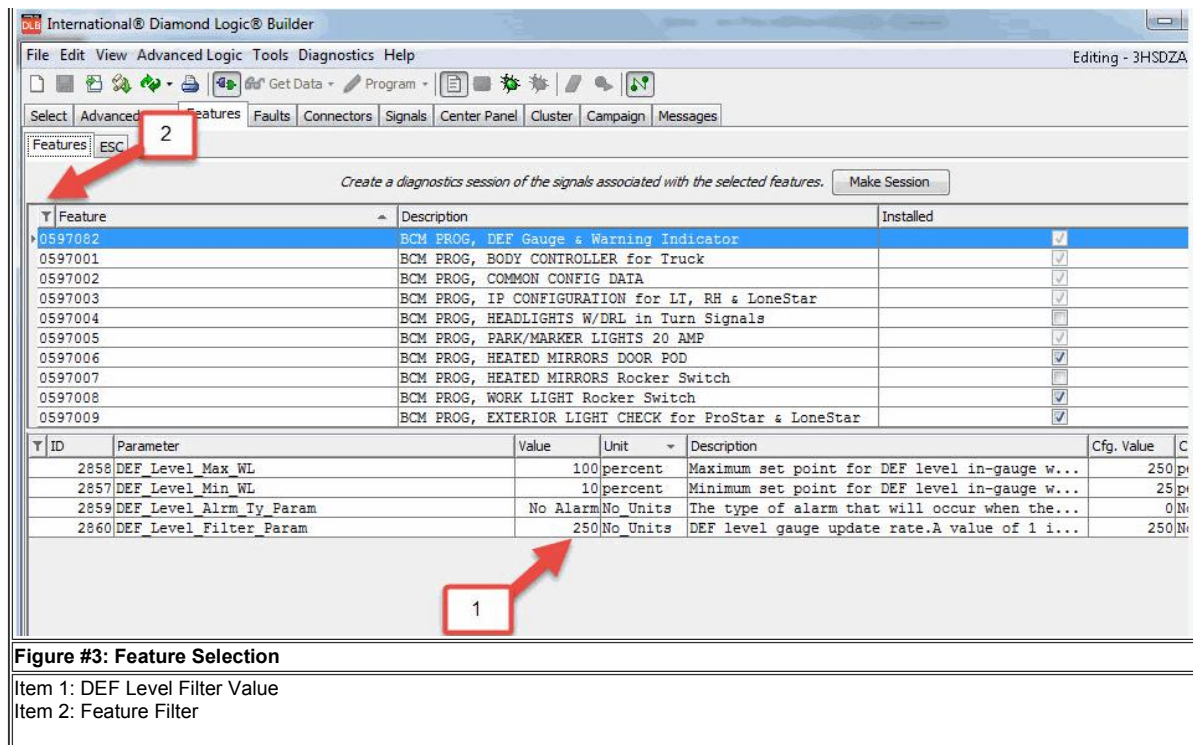 DLB International® Diamond Logic® Builder
File Edit View Advanced Logic Tools Diagnostics Help Editing - 3HSDZA
Get Data Program
Select Advanced Features Faults Connectors Signals Center Panel Cluster Campaign Messages
2
Features ESC
Create a diagnostics session of the signals associated with the selected features. Make Session
Feature Description Installed
0597082 BCM PROG, DEF Gauge & Warning Indicator
0597001 BCM PROG, BODY CONTROLLER for Truck
0597002 BCM PROG, COMMON CONFIG DATA
0597003 BCM PROG, IP CONFIGURATION for LT, RH & LoneStar
0597004 BCM PROG, HEADLIGHTS W/DRL in Turn Signals
0597005 BCM PROG, PARK/MARKER LIGHTS 20 AMP
0597006 BCM PROG, HEATED MIRRORS DOOR POD
0597007 BCM PROG, HEATED MIRRORS Rocker Switch
0597008 BCM PROG, WORK LIGHT Rocker Switch
0597009 BCM PROG, EXTERIOR LIGHT CHECK for ProStar & LoneStar
ID Parameter Value Unit Description Cfg. Value C
2858 DEF_Level_Max_WL 100 percent Maximum set point for DEF level in-gauge w... 250 pe
2857 DEF_Level_Min_WL 10 percent Minimum set point for DEF level in-gauge w... 25 pe
2859 DEF_Level_Alrm_Ty_Param No Alarm No_Units The type of alarm that will occur when the... 0 No
2860 DEF_Level_Filter_Param 250 No_Units DEF level gauge update rate.A value of 1 i... 250 No
1
Figure #3: Feature Selection
Item 1: DEF Level Filter Value
Item 2: Feature Filter